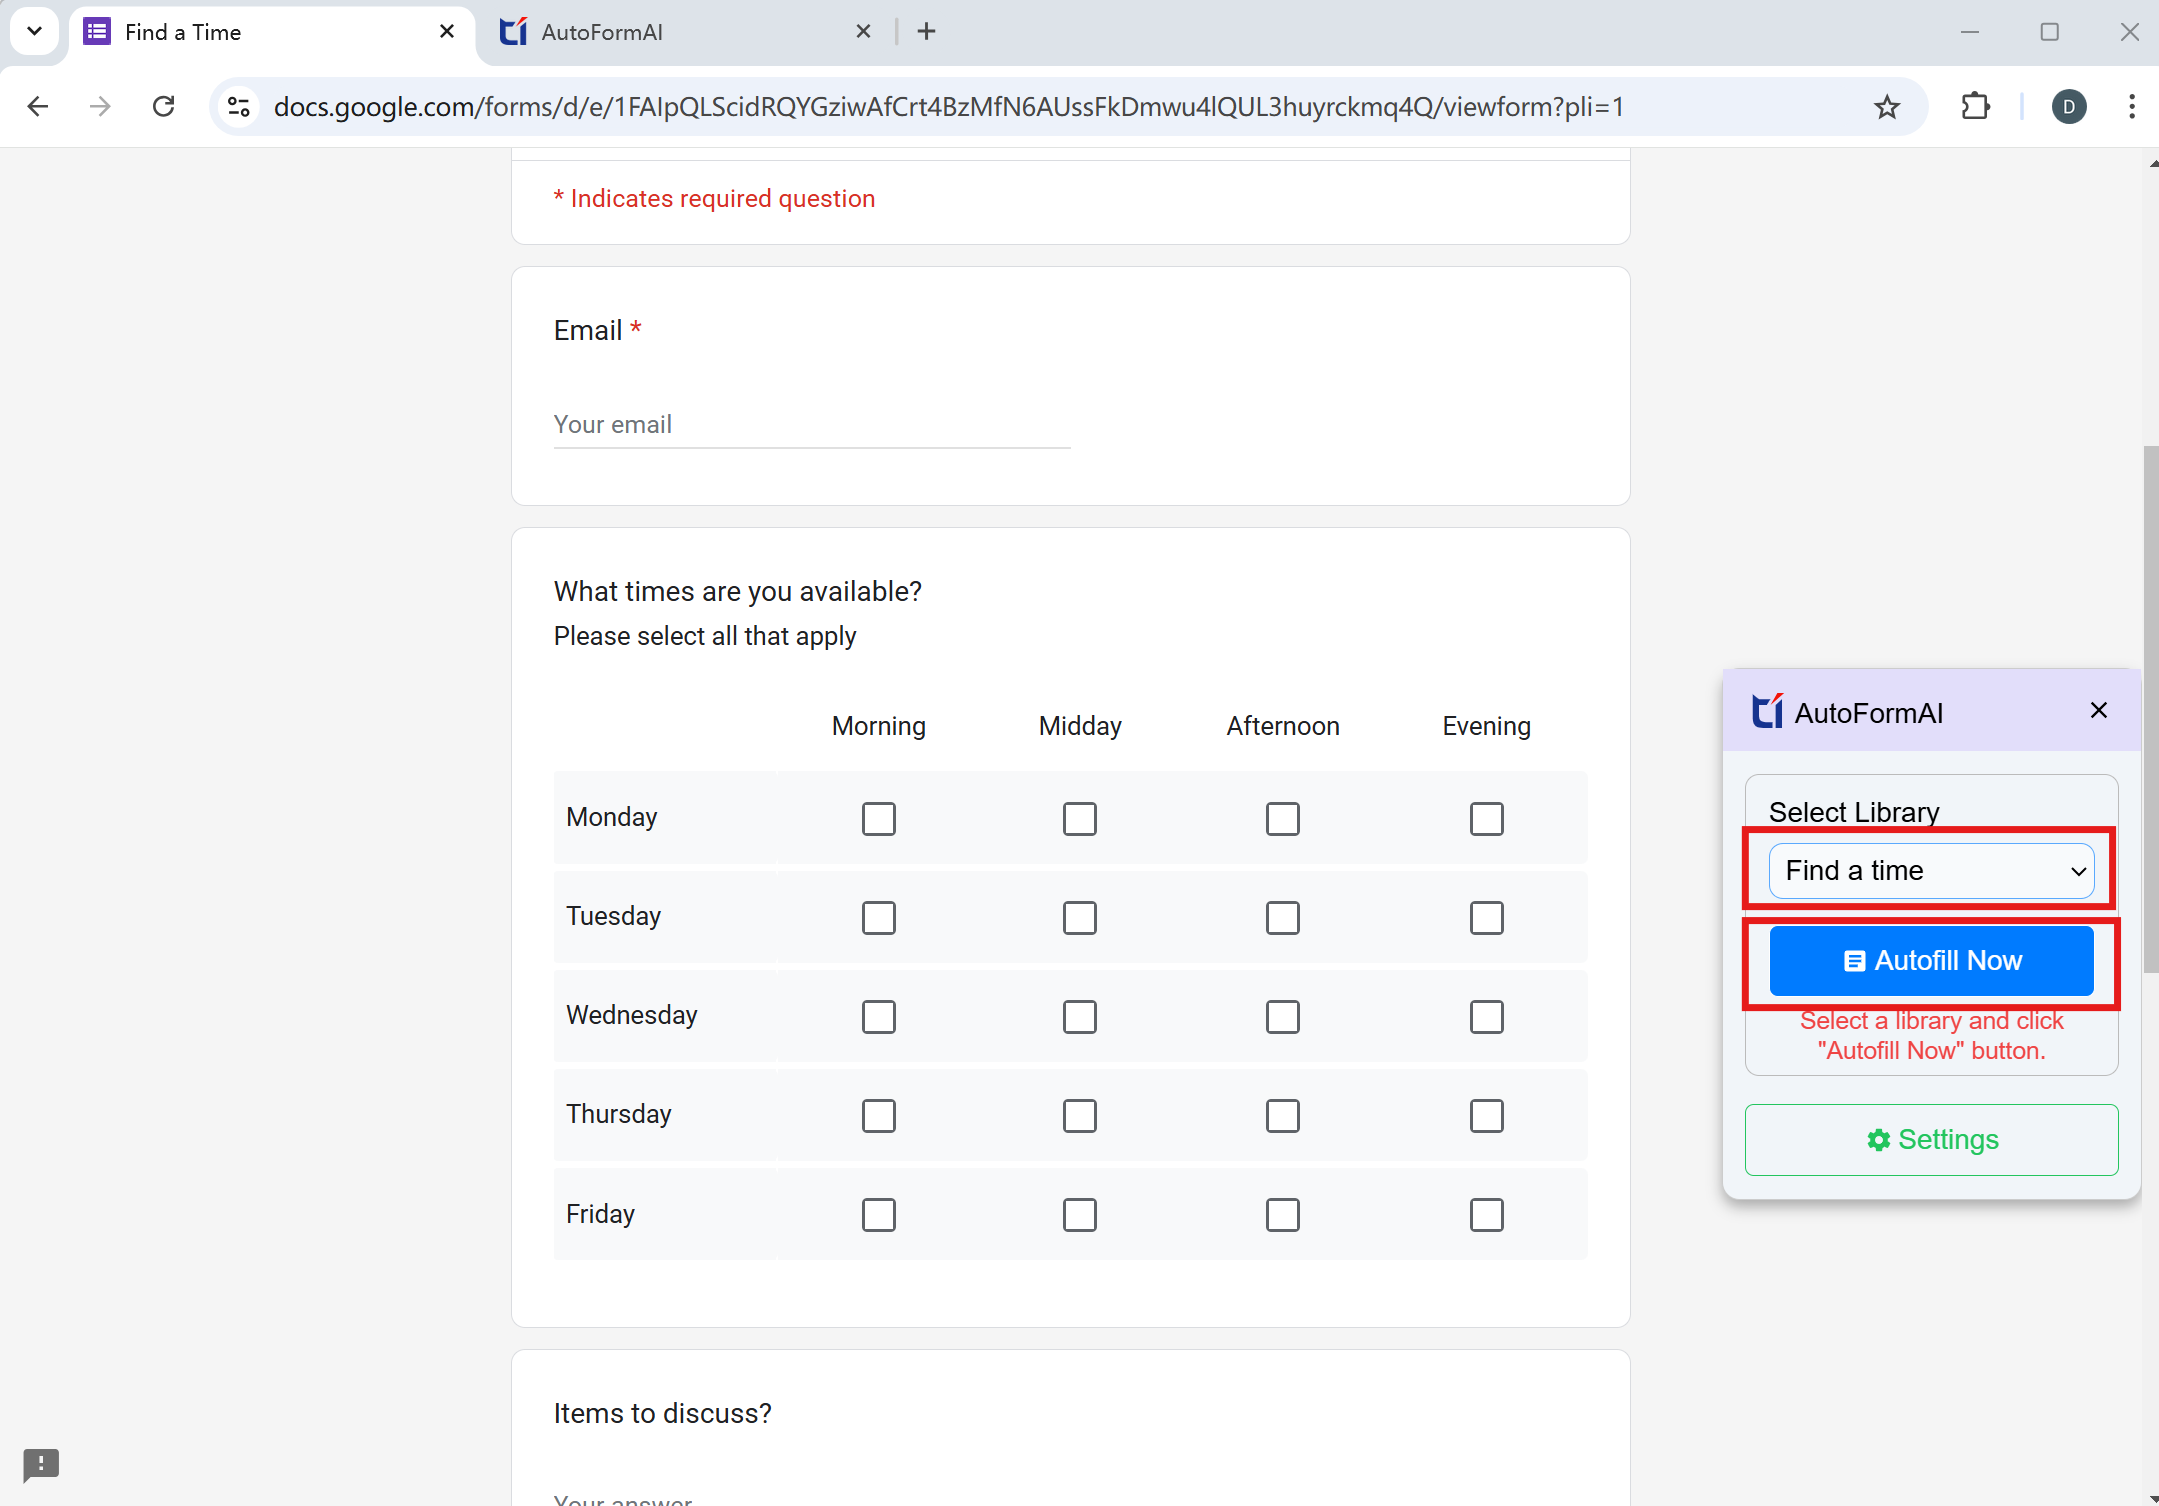 Find a Time
AutoFormAI
docs.google.com/forms/d/e/1FAIpQLScidRQYGziwAfCrt4BzMfN6AUssFkDmwu4lQUL3huyrckmq4Q/viewform?pli=1
D
* Indicates required question
Email *
Your email
What times are you available?
Please select all that apply
Morning Midday Afternoon Evening
Monday
Tuesday
Wednesday
Thursday
Friday
Items to discuss?
Your answer
AutoFormAI
Select Library
Find a time
Autofill Now
Select a library and click
"Autofill Now" button.
Settings